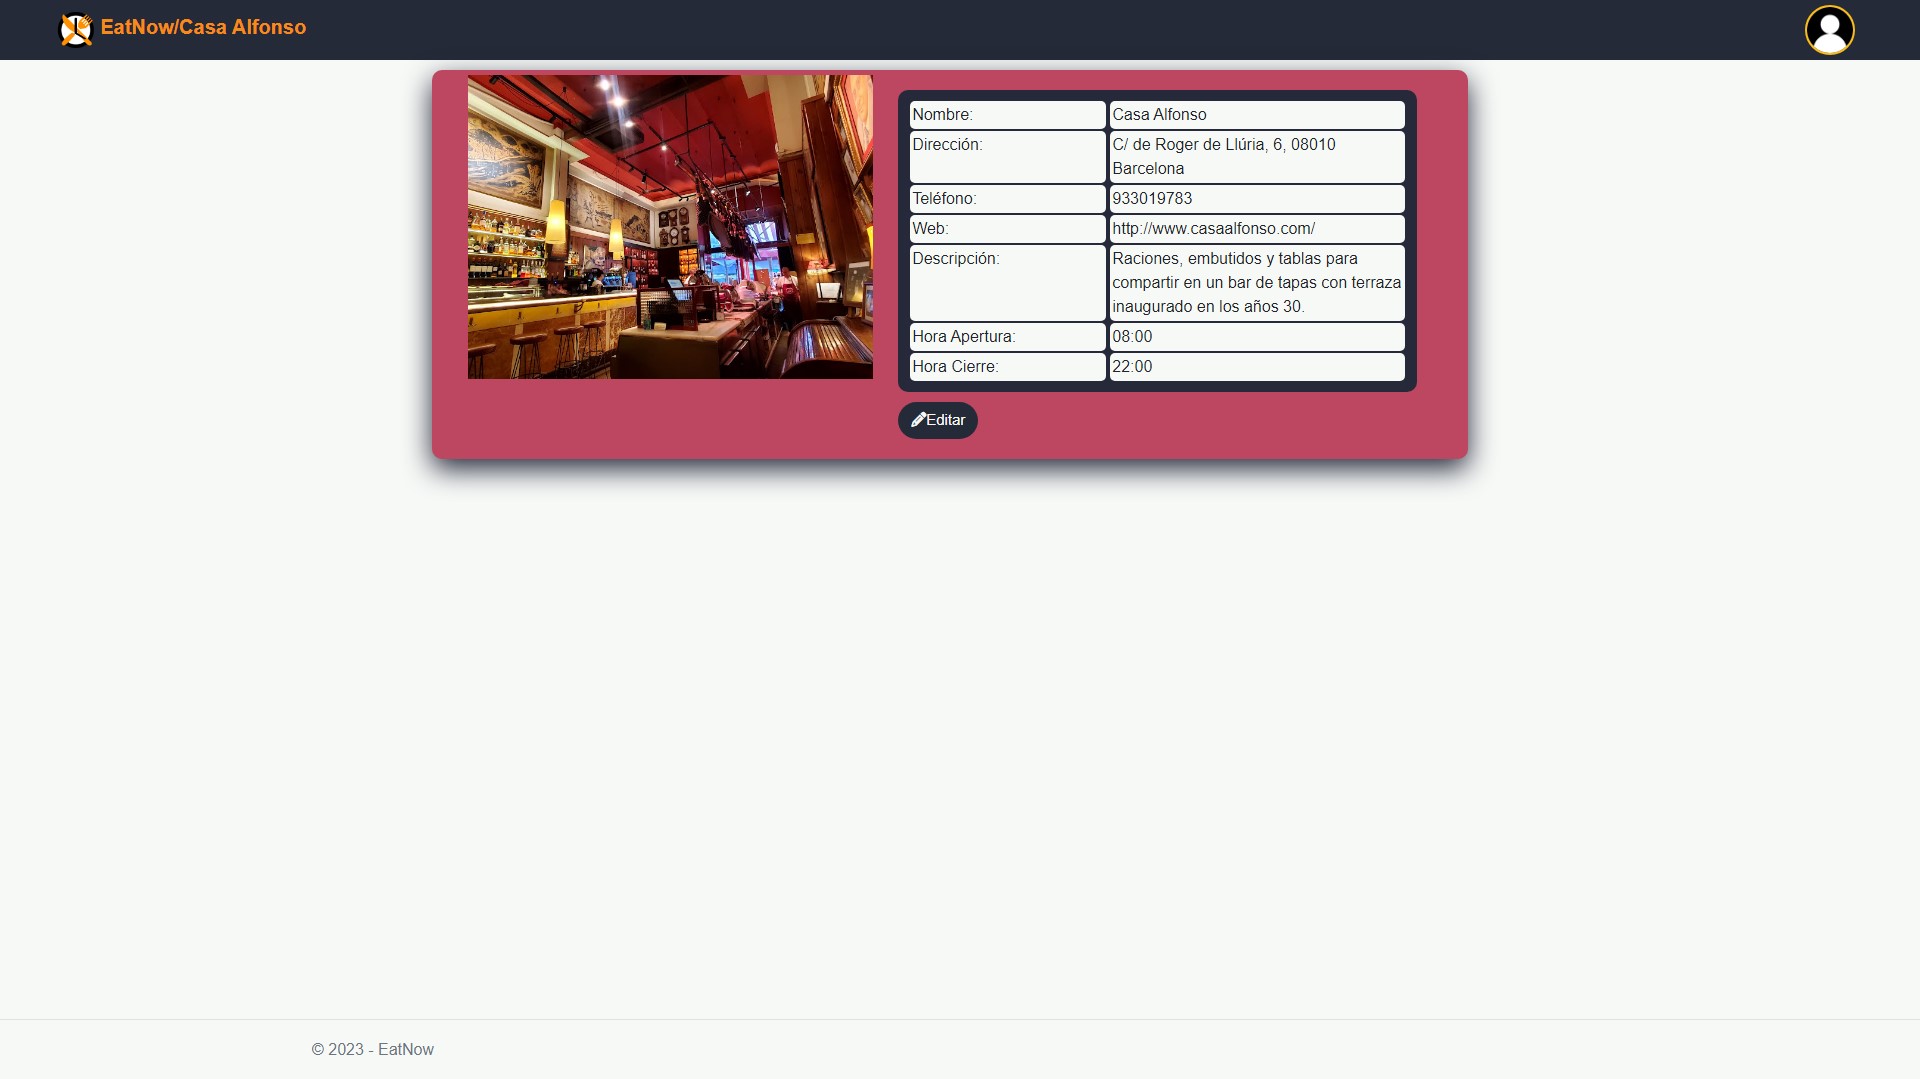 EatNow/Casa Alfonso
Nombre: Casa Alfonso
Dirección: C/ de Roger de Llúria, 6, 08010
Barcelona
Teléfono: 933019783
Web: http://www.casaalfonso.com/
Descripción: Raciones, embutidos y tablas para
compartir en un bar de tapas con terraza
inaugurado en los años 30.
Hora Apertura: 08:00
Hora Cierre: 22:00
Editar
© 2023 - EatNow